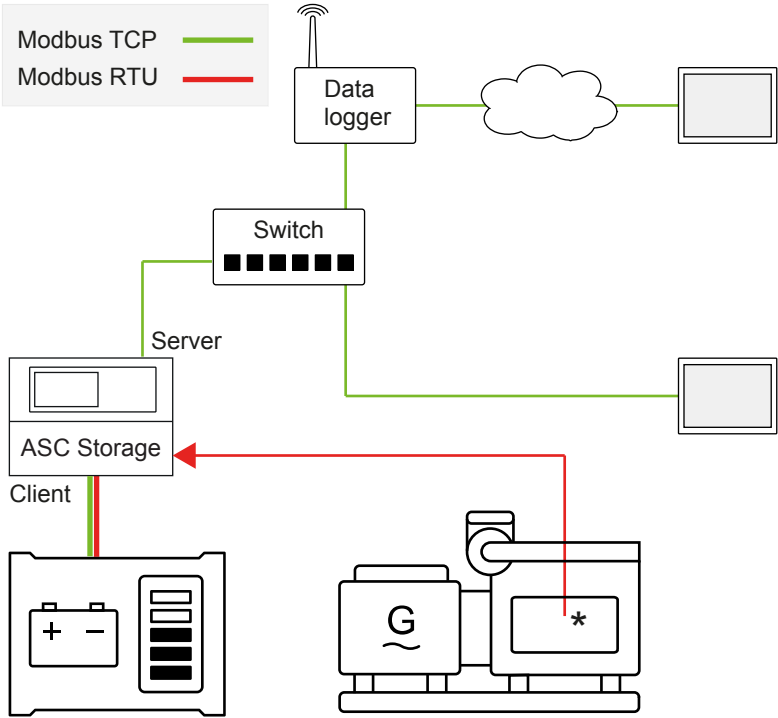 Modbus TCP
Modbus RTU
Data
logger
Switch
Server
ASC Storage
Client
+ −
G
*